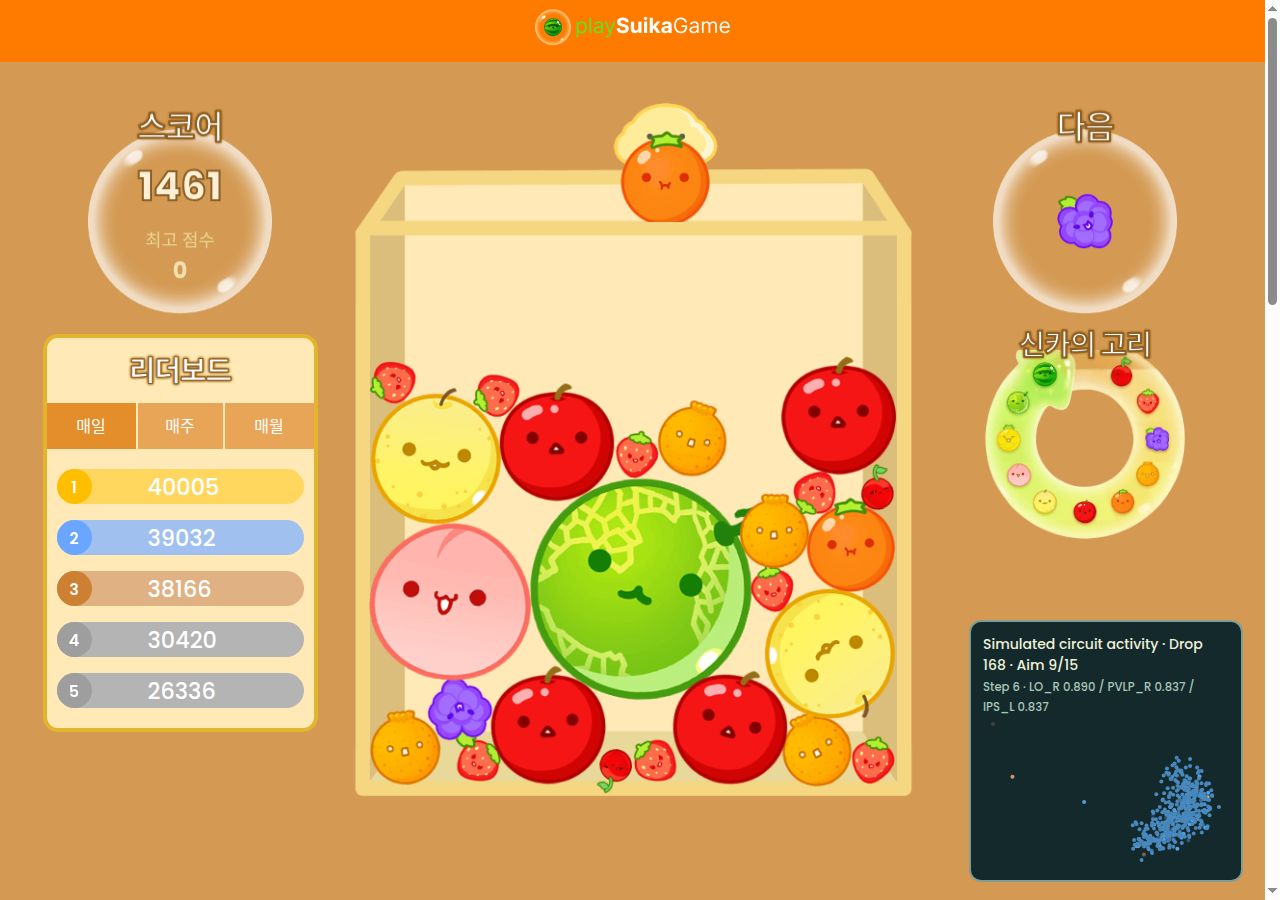 playSuikaGame
스코어
1461
최고 점수
0
다음
리더보드
매일 매주 매월
1 40005
2 39032
3 38166
4 30420
5 26336
신카의 고리
Simulated circuit activity · Drop
168 · Aim 9/15
Step 6 · LO_R 0.890 / PVLP_R 0.837 /
IPS_L 0.837